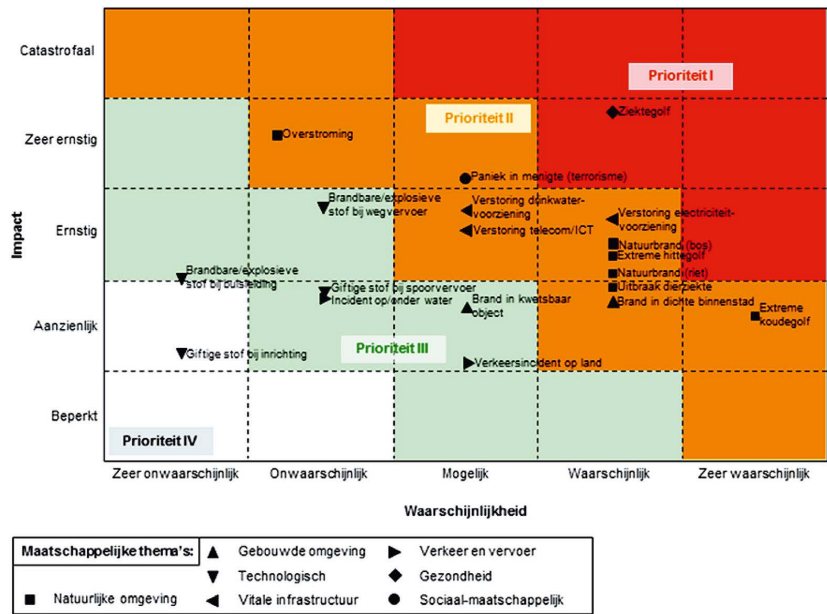 Catastrofaal
Prioriteit I
Zeer ernstig
Prioriteit II
Ziektegolf
Overstroming
Paniek in menigte (terrorisme)
Impact
Ernstig
Brandbare/explosieve
stof bij wegvervoer
Verstoring drinkwater-
voorziening
Verstoring telecom/ICT
Verstoring electriciteit-
voorziening
Natuurbrand (bos)
Extreme hittegolf
Brandbare/explosieve
stof bij buisleiding
Natuurbrand (riet)
Aanzienlijk
Giftige stof bij spoorvervoer
Incident op/onder water
Brand in kwetsbaar
object
Uitbraak dierziekte
Brand in dichte binnenstad
Extreme
koudegolf
Giftige stof bij inrichting
Prioriteit III
Verkeersincident op land
Beperkt
Prioriteit IV
Zeer onwaarschijnlijk
Onwaarschijnlijk
Mogelijk
Waarschijnlijk
Zeer waarschijnlijk
Waarschijnlijkheid
Maatschappelijke thema's:
Gebouwde omgeving
Verkeer en vervoer
Technologisch
Gezondheid
Natuurlijke omgeving
Vitale infrastructuur
Sociaal-maatschappelijk